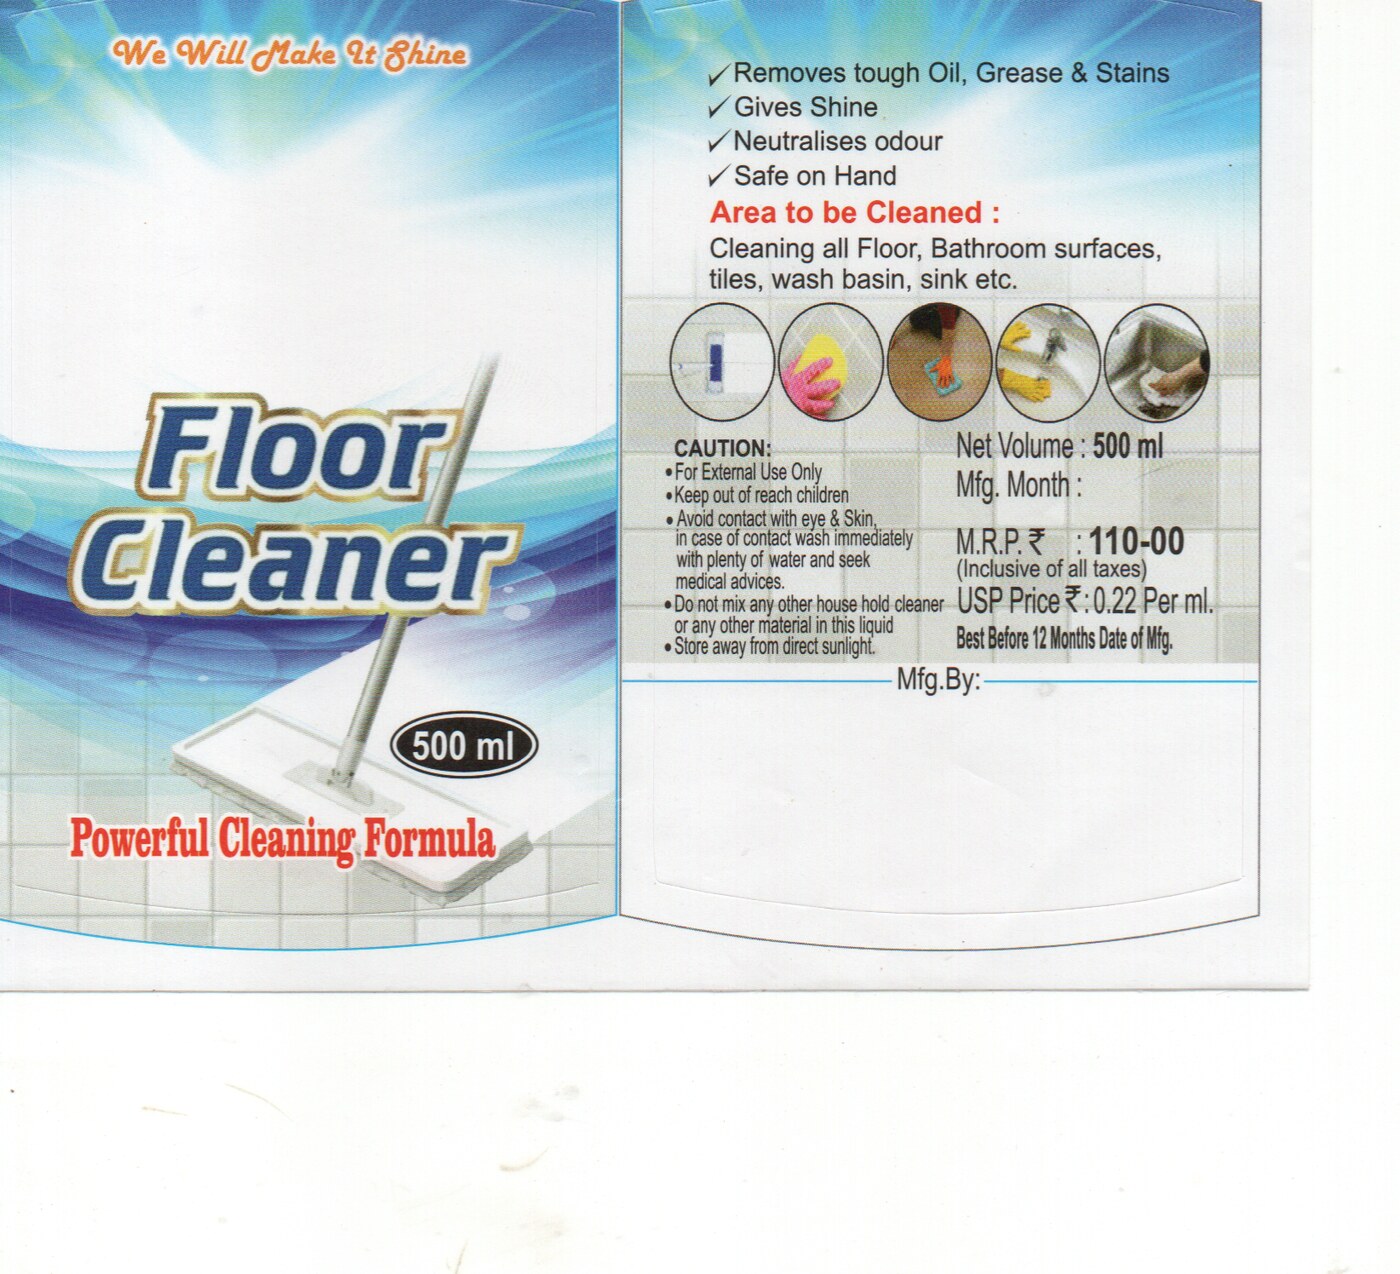 We Will Make It Shine
Floor
Cleaner
500 ml
Powerful Cleaning Formula
✓Removes tough Oil, Grease & Stains
✓Gives Shine
✓Neutralises odour
✓Safe on Hand
Area to be Cleaned :
Cleaning all Floor, Bathroom surfaces,
tiles, wash basin, sink etc.
CAUTION:
•For External Use Only
•Keep out of reach children
•Avoid contact with eye & Skin,
in case of contact wash immediately
with plenty of water and seek
medical advices.
•Do not mix any other house hold cleaner
or any other material in this liquid
•Store away from direct sunlight.
Net Volume : 500 ml
Mfg. Month :
M.R.P.₹ : 110-00
(Inclusive of all taxes)
USP Price ₹ : 0.22 Per ml.
Best Before 12 Months Date of Mfg.
Mfg.By: